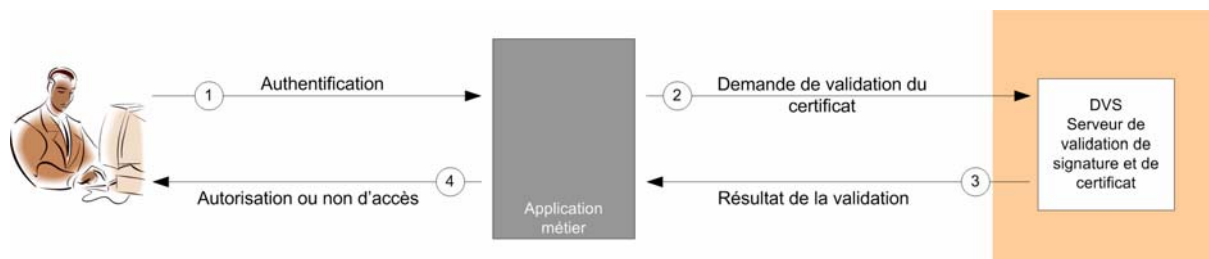 1
Authentification
2
Demande de validation du
certificat
DVS
Serveur de
validation de
signature et de
certificat
4
Autorisation ou non d'accès
Application
métier
3
Résultat de la validation